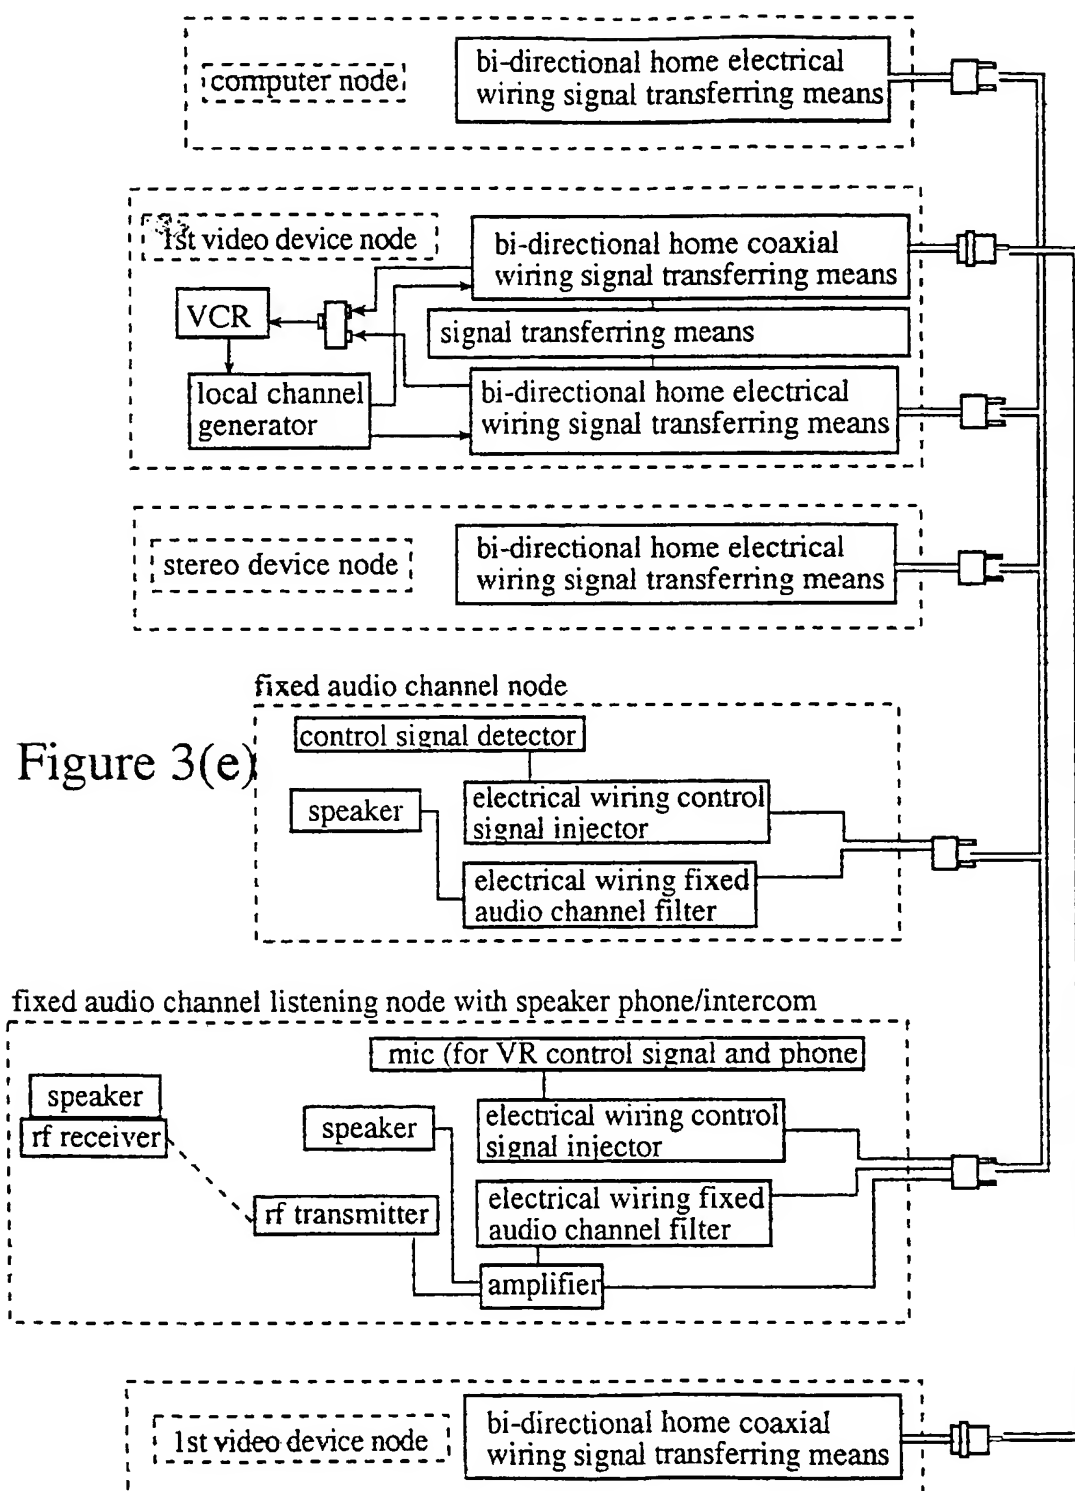 computer node
bi-directional home electrical
wiring signal transferring means
1st video device node
bi-directional home coaxial
wiring signal transferring means
VCR
signal transferring means
local channel
generator
bi-directional home electrical
wiring signal transferring means
stereo device node
bi-directional home electrical
wiring signal transferring means
fixed audio channel node
control signal detector
Figure 3(e)
speaker
electrical wiring control
signal injector
electrical wiring fixed
audio channel filter
fixed audio channel listening node with speaker phone/intercom
mic (for VR control signal and phone
speaker
rf receiver
speaker
electrical wiring control
signal injector
rf transmitter
electrical wiring fixed
audio channel filter
amplifier
1st video device node
bi-directional home coaxial
wiring signal transferring means